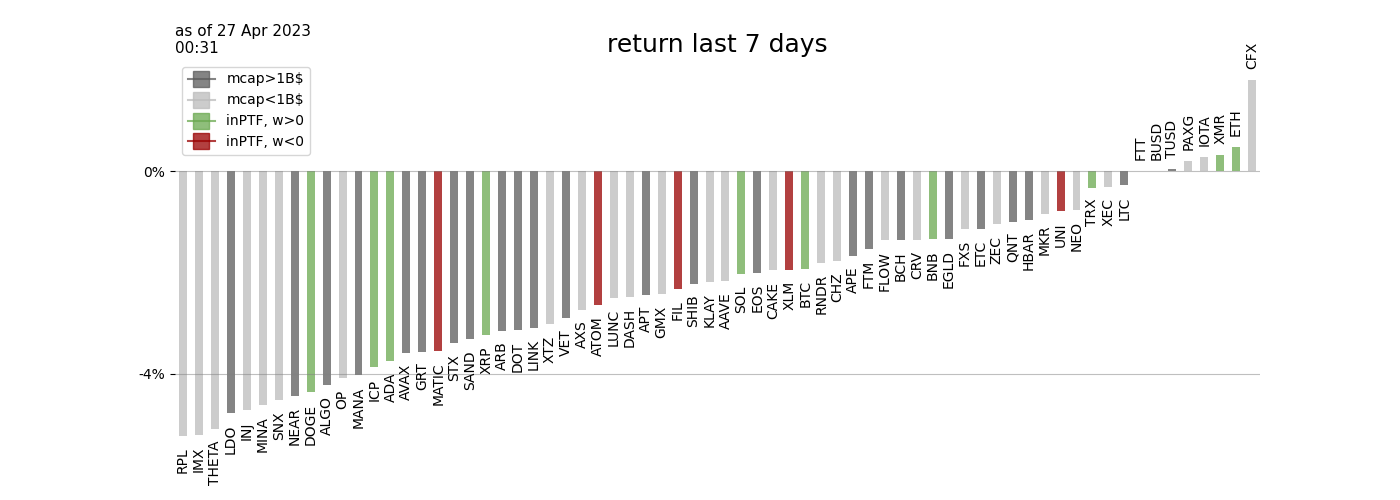 as of 27 Apr 2023
00:31
return last 7 days
mcap>1B$
mcap<1B$
inPTF, w>0
inPTF, w<0
0%
-4%
RPL
IMX
THETA
LDO
INJ
MINA
SNX
NEAR
DOGE
ALGO
OP
MANA
ICP
ADA
AVAX
GRT
MATIC
STX
SAND
XRP
ARB
DOT
LINK
XTZ
VET
AXS
ATOM
LUNC
DASH
APT
GMX
FIL
SHIB
KLAY
AAVE
SOL
EOS
CAKE
XLM
BTC
RNDR
CHZ
APE
FTM
FLOW
BCH
CRV
BNB
EGLD
FXS
ETC
ZEC
QNT
HBAR
MKR
UNI
NEO
TRX
XEC
LTC
FTT
BUSD
TUSD
PAXG
IOTA
XMR
ETH
CFX